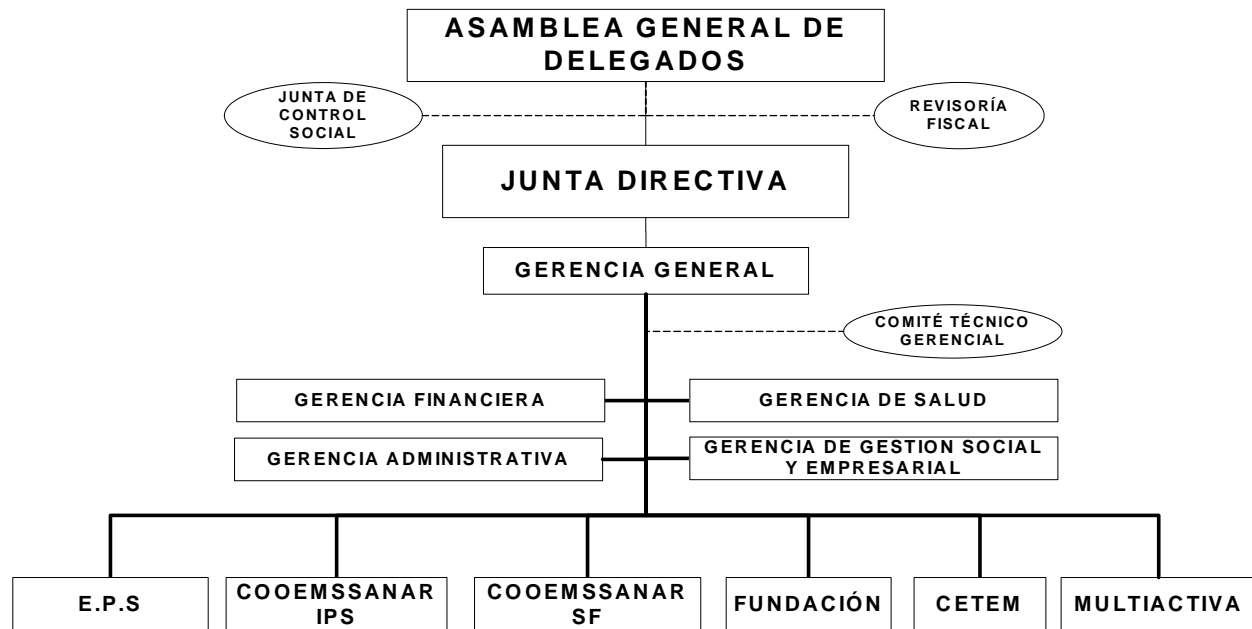 ASAMBLEA GENERAL DE
DELEGADOS
JUNTA DE
CONTROL
SOCIAL
REVISORÍA
FISCAL
JUNTA DIRECTIVA
GERENCIA GENERAL
COMITÉ TÉCNICO
GERENCIAL
GERENCIA FINANCIERA
GERENCIA DE SALUD
GERENCIA ADMINISTRATIVA
GERENCIA DE GESTION SOCIAL
Y EMPRESARIAL
E.P.S
COOEMSSANAR
IPS
COOEMSSANAR
SF
FUNDACIÓN
CETEM
MULTIACTIVA